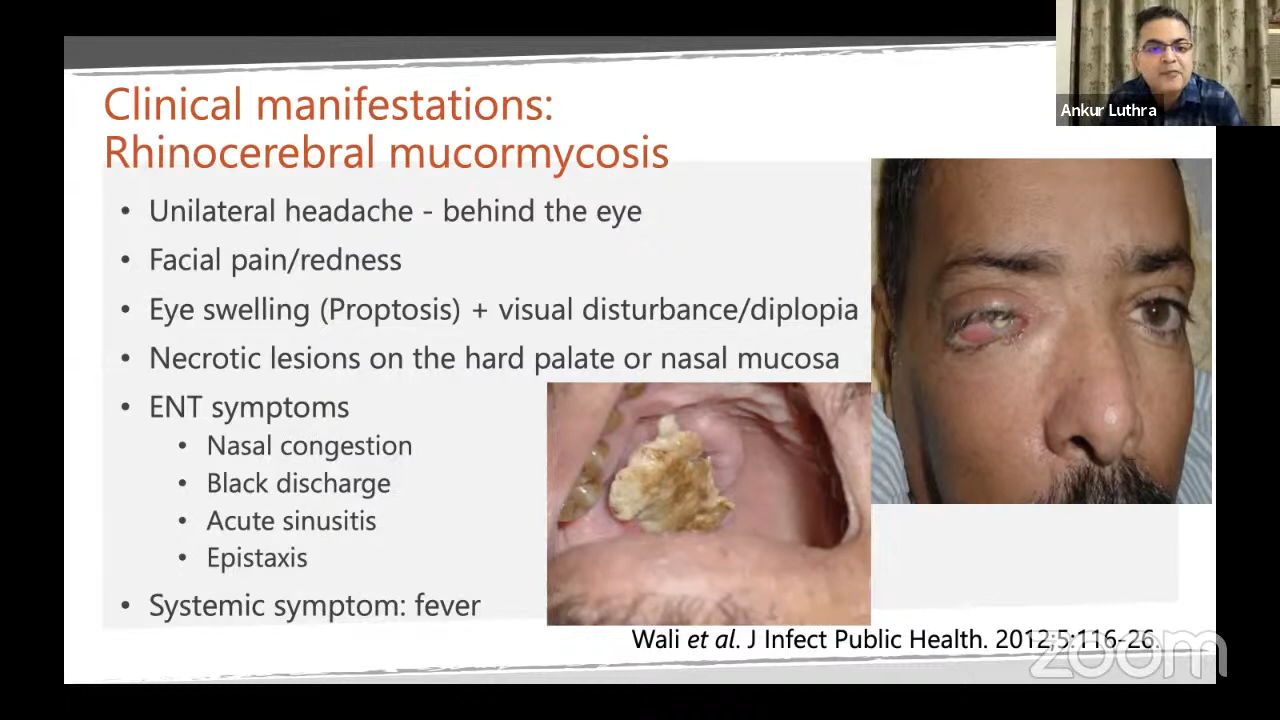 Ankur Luthra
Clinical manifestations:
Rhinocerebral mucormycosis
• Unilateral headache - behind the eye
• Facial pain/redness
• Eye swelling (Proptosis) + visual disturbance/diplopia
• Necrotic lesions on the hard palate or nasal mucosa
• ENT symptoms
• Nasal congestion
• Black discharge
• Acute sinusitis
• Epistaxis
• Systemic symptom: fever
Wali et al. J Infect Public Health. 2012;5:116-26.
zoom